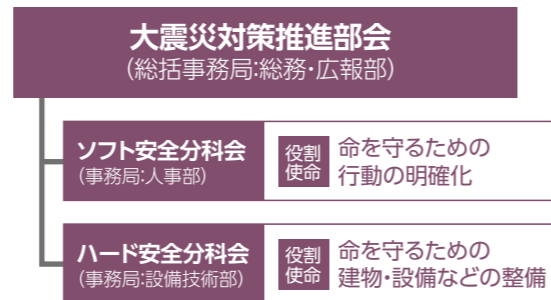 大震災対策推進部会
(総括事務局:総務・広報部)
ソフト安全分科会
(事務局:人事部)
役割
使命
命を守るための
行動の明確化
ハード安全分科会
(事務局:設備技術部)
役割
使命
命を守るための
建物・設備などの整備